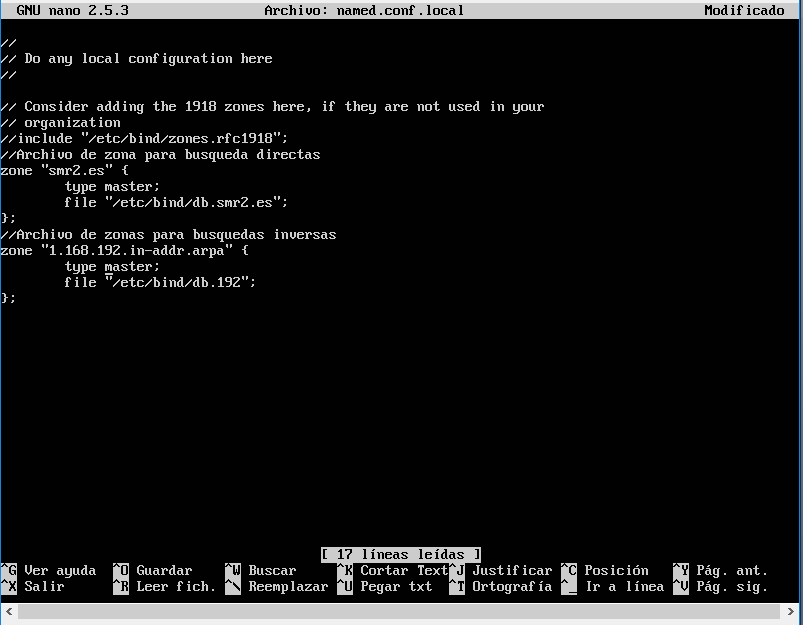 GNU nano 2.5.3 Archivo: named.conf.local Modificado
//
// Do any local configuration here
//
// Consider adding the 1918 zones here, if they are not used in your
// organization
//include "/etc/bind/zones.rfc1918";
//Archivo de zona para busqueda directas
zone "smr2.es" {
type master;
file "/etc/bind/db.smr2.es";
};
//Archivo de zonas para busquedas inversas
zone "1.168.192.in-addr.arpa" {
type master;
file "/etc/bind/db.192";
};
[ 17 líneas leídas ]
^G Ver ayuda ^O Guardar ^W Buscar ^K Cortar Text ^J Justificar ^C Posición ^Y Pág. ant.
^X Salir ^R Leer fich. ^\ Reemplazar ^U Pegar txt ^T Ortografía ^_ Ir a línea ^V Pág. sig.